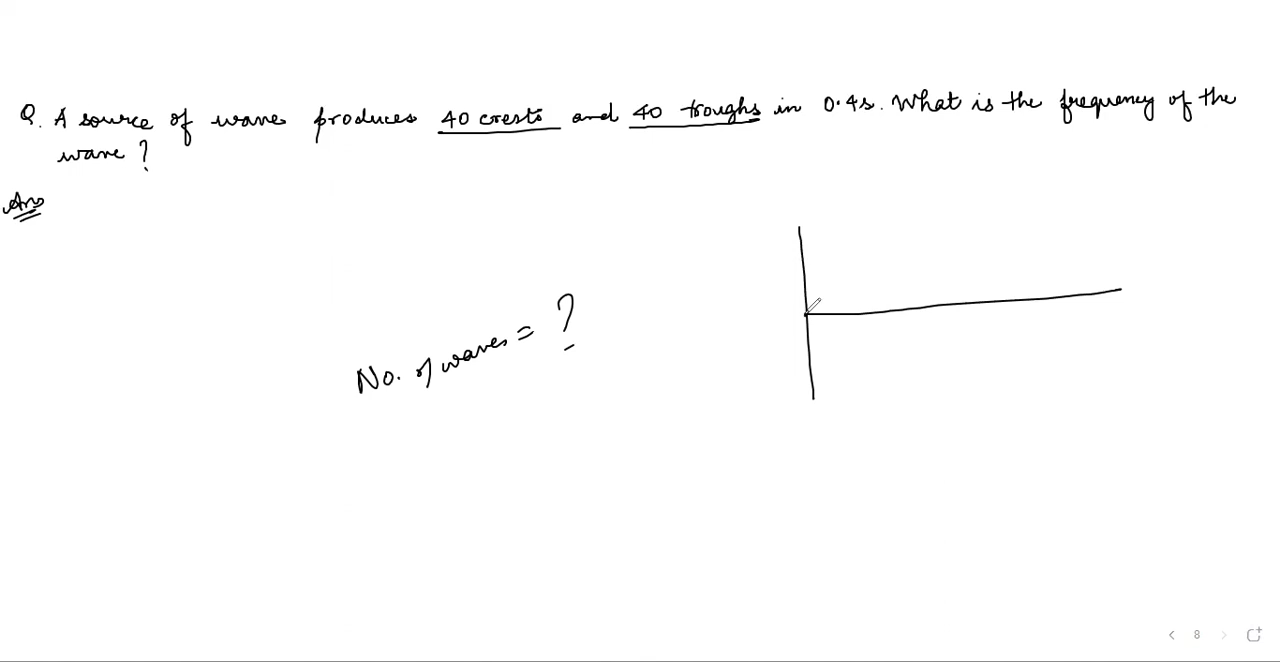 Q. A source of wave produces 40 crests and 40 troughs in 0.4s. What is the frequency of the
wave ?
Ans
No. of waves = ?
8